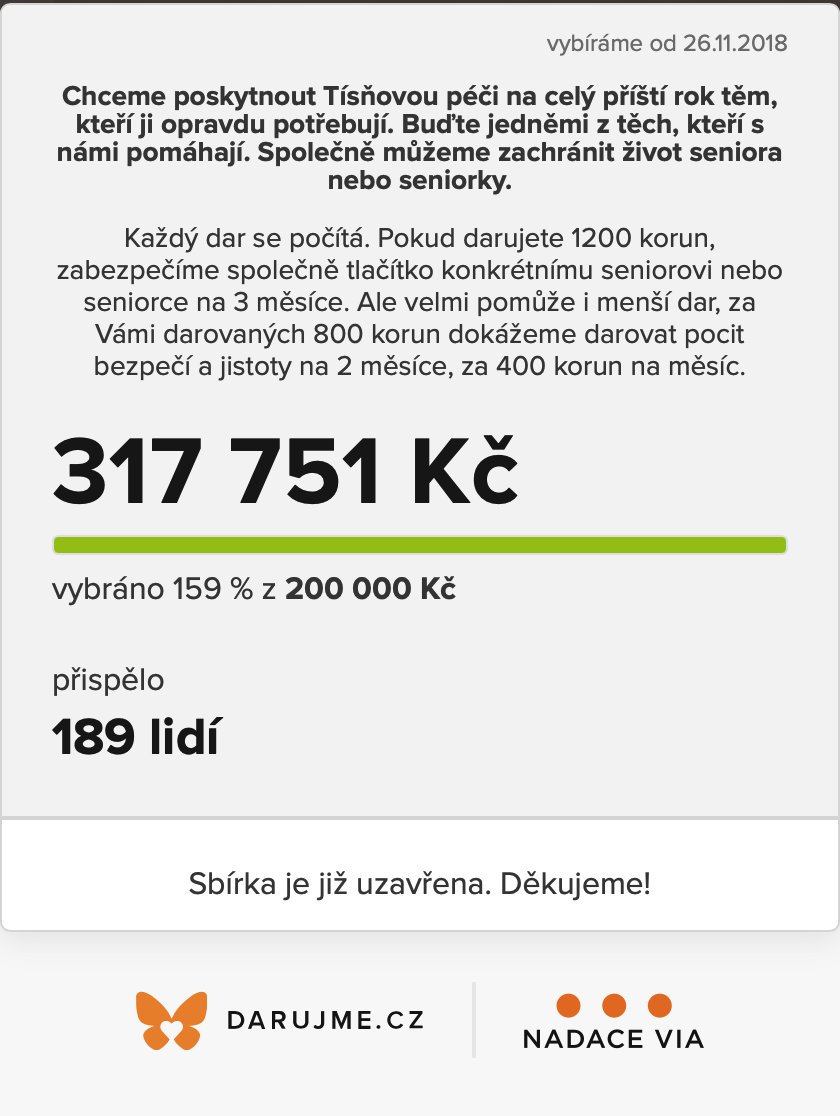 vybíráme od 26.11.2018
Chceme poskytnout Tísňovou péči na celý příští rok těm,
kteří ji opravdu potřebují. Buďte jedněmi z těch, kteří s
námi pomáhají. Společně můžeme zachránit život seniora
nebo seniorky.
Každý dar se počítá. Pokud darujete 1200 korun,
zabezpečíme společně tlačítko konkrétnímu seniorovi nebo
seniorce na 3 měsíce. Ale velmi pomůže i menší dar, za
Vámi darovaných 800 korun dokážeme darovat pocit
bezpečí a jistoty na 2 měsíce, za 400 korun na měsíc.
317 751 Kč
vybráno 159 % z 200 000 Kč
přispělo
189 lidí
Sbírka je již uzavřena. Děkujeme!
DARUJME.CZ
NADACE VIA